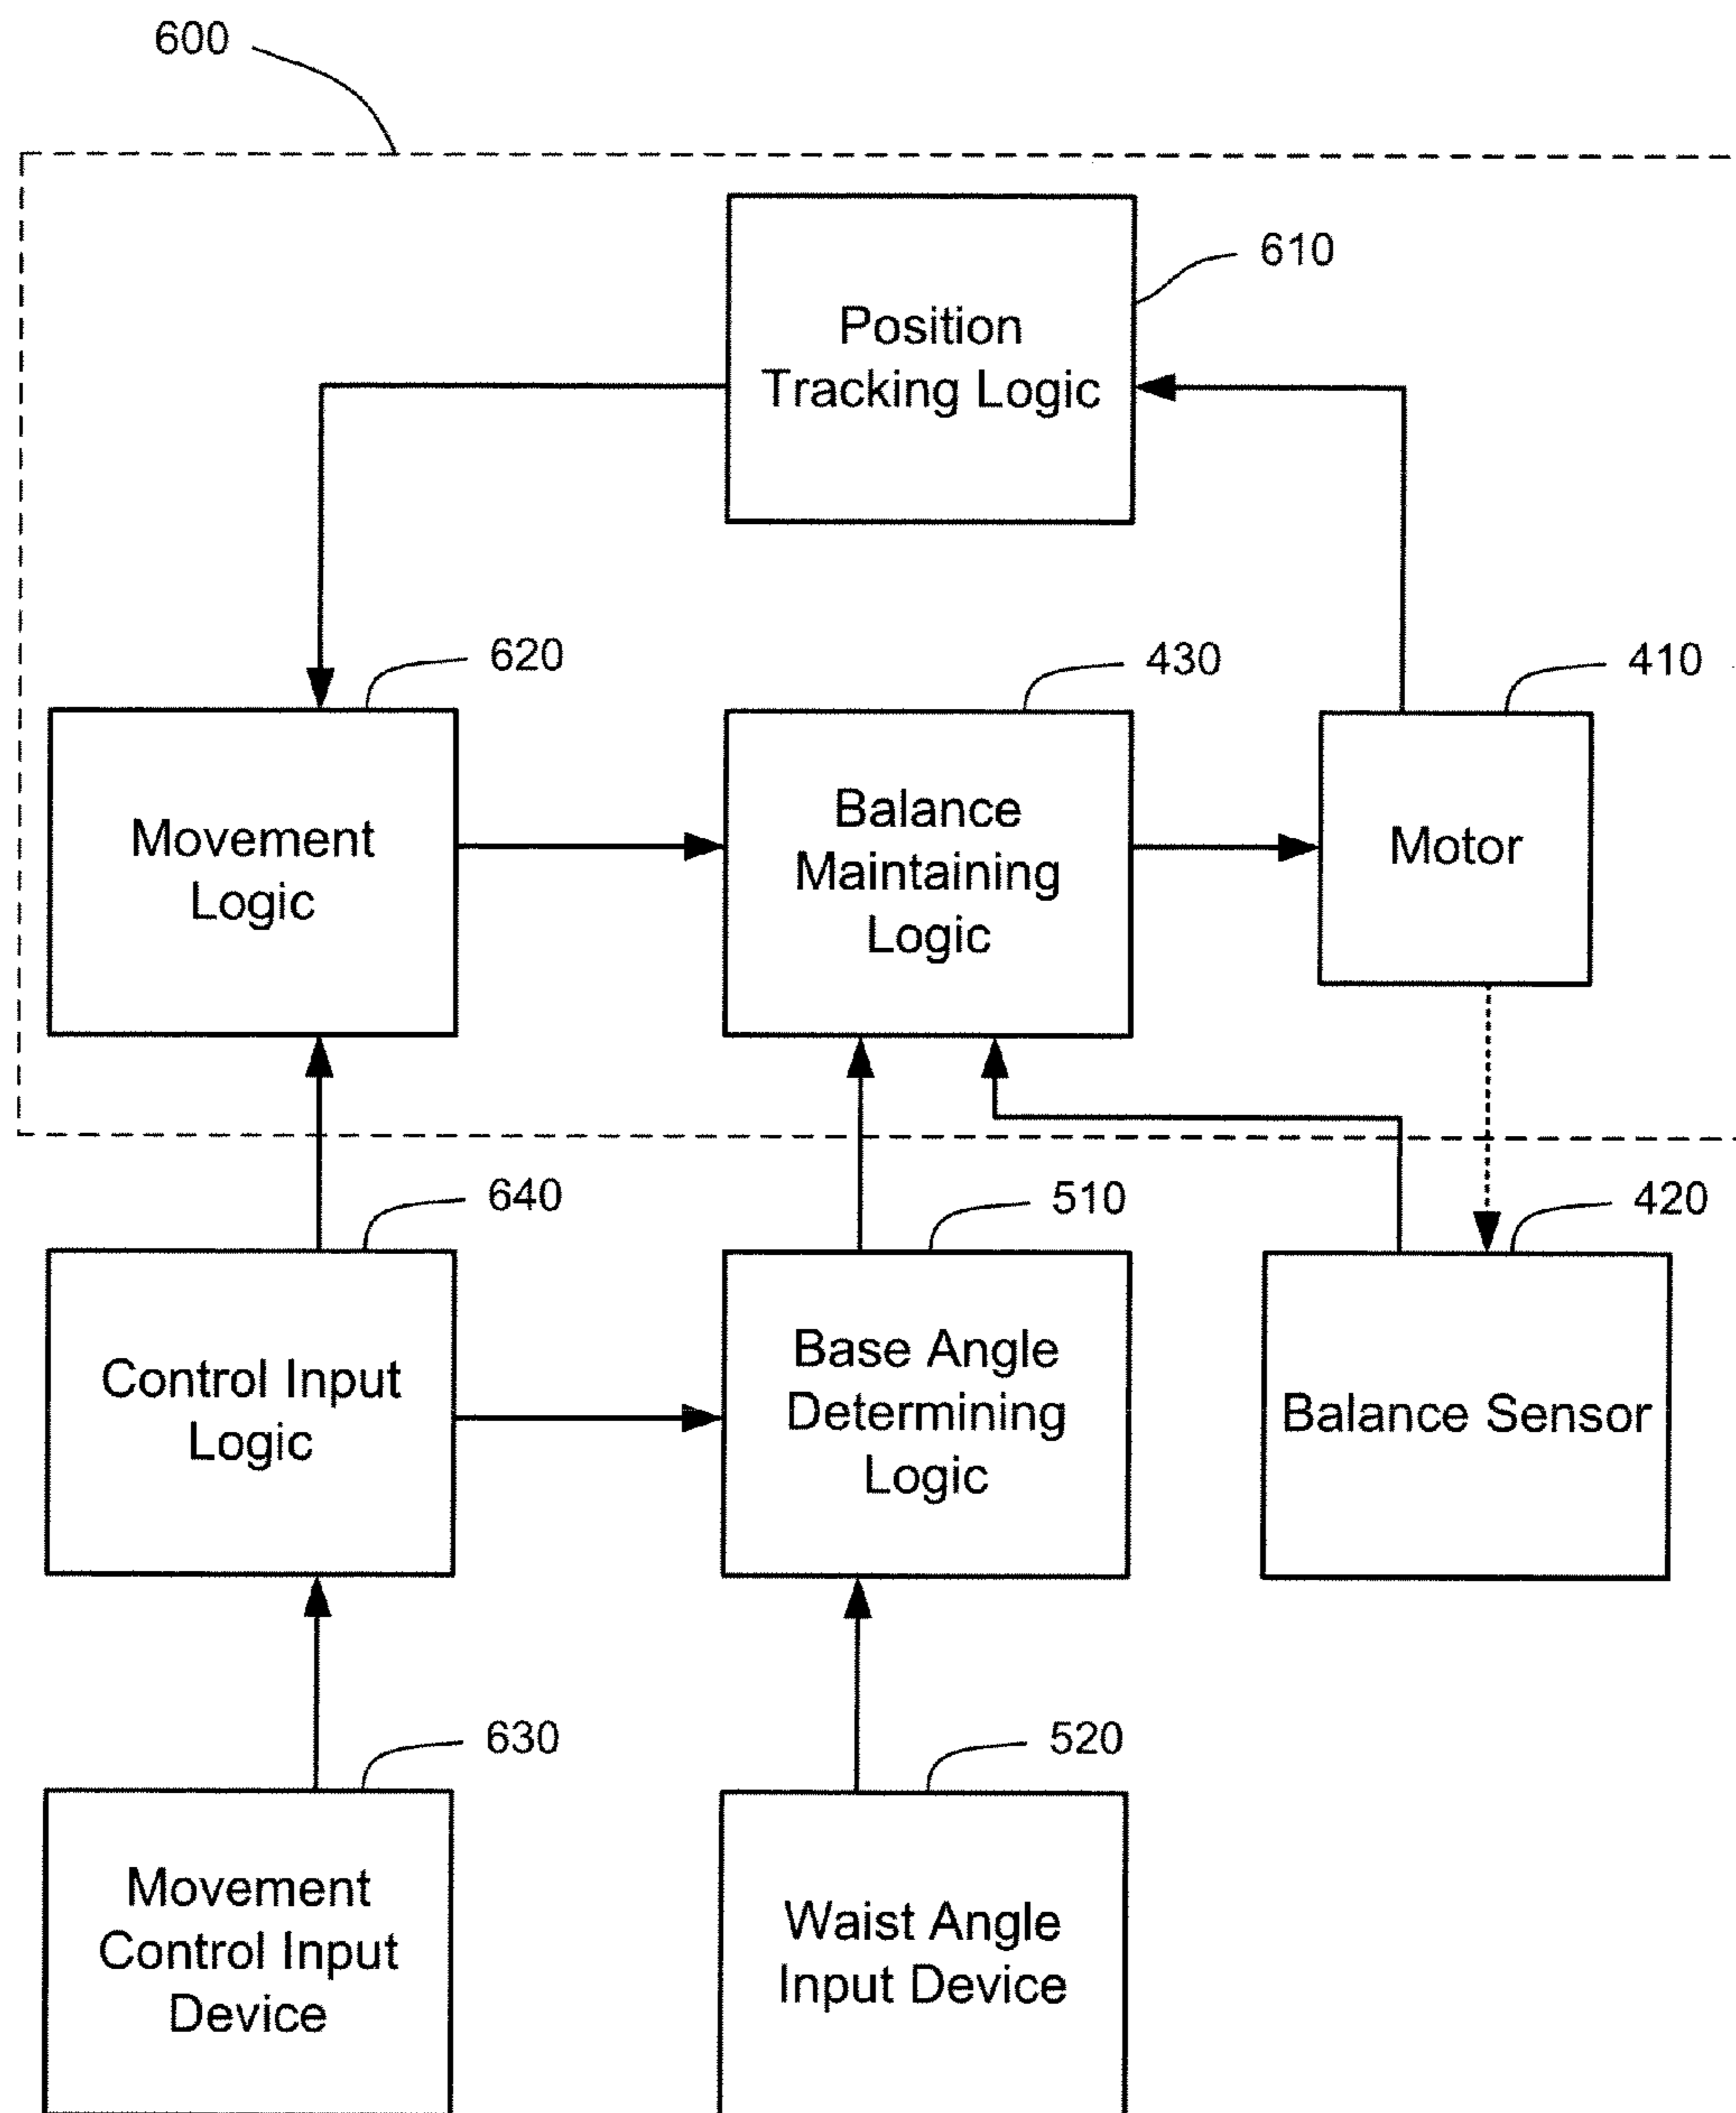 600
610
Position
Tracking Logic
620
430
410
Movement
Logic
Balance
Maintaining
Logic
Motor
640
510
420
Control Input
Logic
Base Angle
Determining
Logic
Balance Sensor
630
520
Movement
Control Input
Device
Waist Angle
Input Device